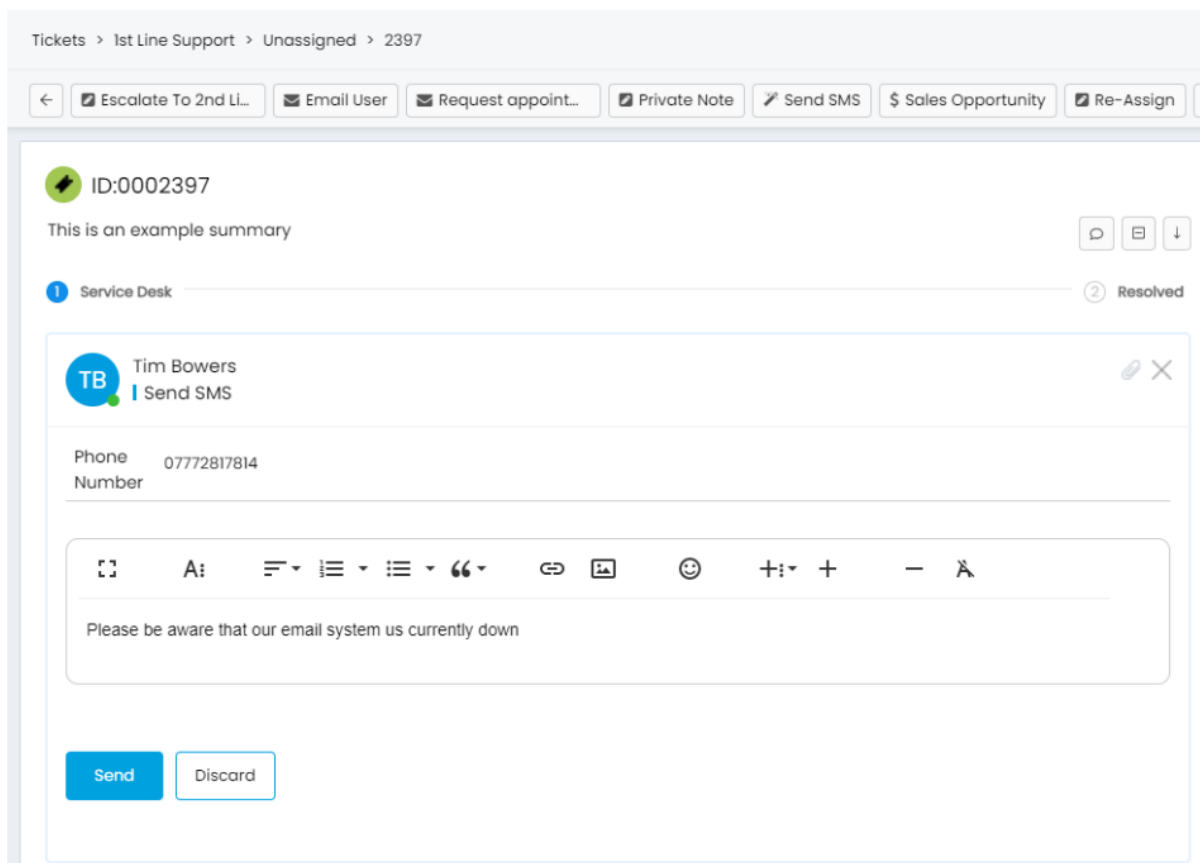 Tickets > 1st Line Support > Unassigned > 2397
Escalate To 2nd Li... Email User Request appoint... Private Note Send SMS $ Sales Opportunity Re-Assign
ID:0002397
This is an example summary
1 Service Desk 2 Resolved
TB Tim Bowers
Send SMS
Phone Number 07772817814
Please be aware that our email system us currently down
Send Discard